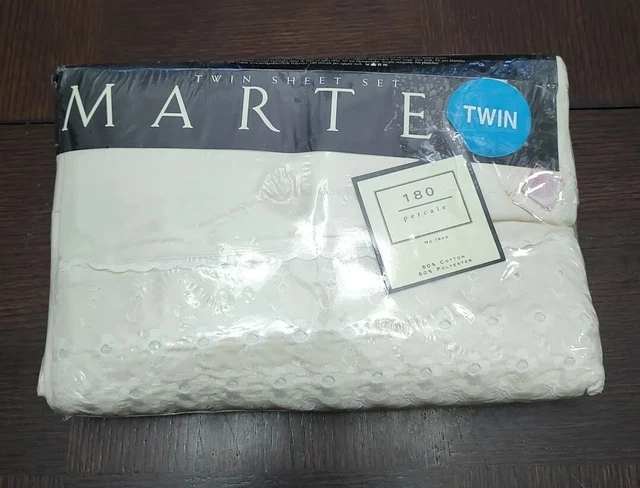 TWIN SHEET SET
MARTE
TWIN
180
percale
No Iron
50% Cotton
50% Polyester